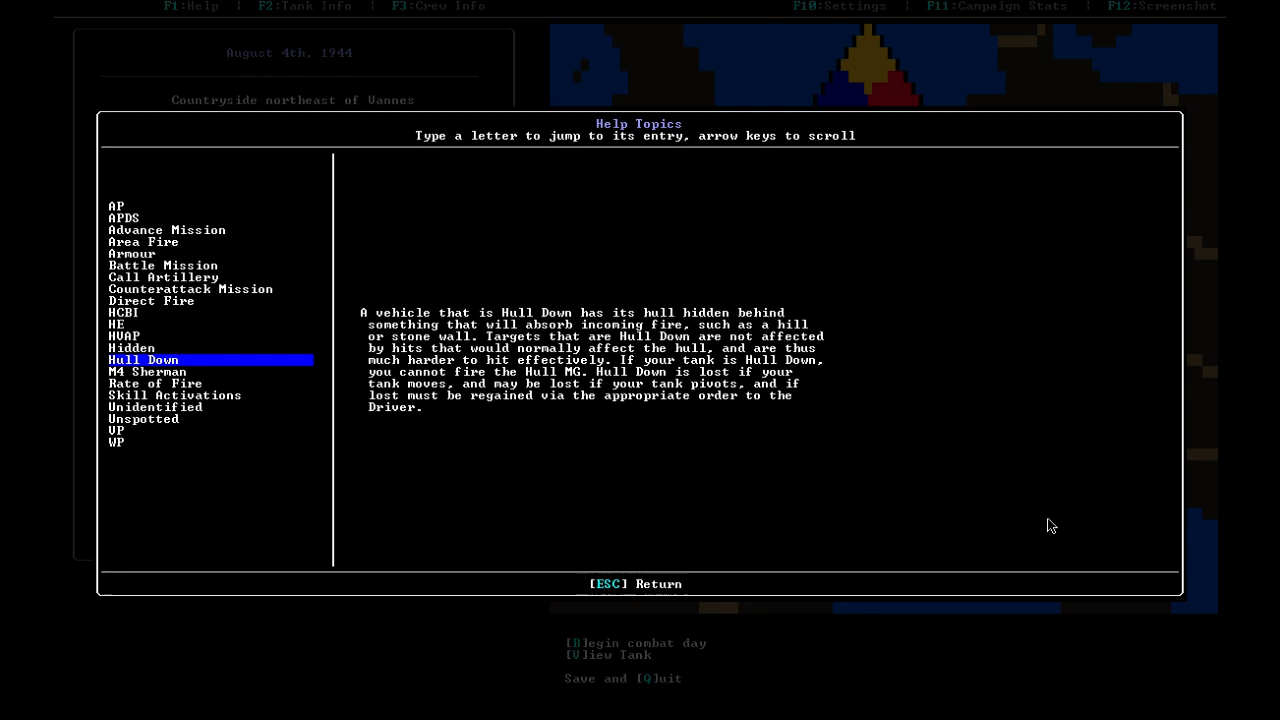 F1:Help | F2:Tank Info | F3:Crew Info F10:Settings | F11:Campaign Stats | F12:Screenshot
August 4th, 1944
Countryside northeast of Vannes
Help Topics
Type a letter to jump to its entry, arrow keys to scroll
AP
APDS
Advance Mission
Area Fire
Armour
Battle Mission
Call Artillery
Counterattack Mission
Direct Fire
HCBI
HE
HVAP
Hidden
Hull Down
M4 Sherman
Rate of Fire
Skill Activations
Unidentified
Unspotted
VP
WP
A vehicle that is Hull Down has its hull hidden behind
something that will absorb incoming fire, such as a hill
or stone wall. Targets that are Hull Down are not affected
by hits that would normally affect the hull, and are thus
much harder to hit effectively. If your tank is Hull Down,
you cannot fire the Hull MG. Hull Down is lost if your
tank moves, and may be lost if your tank pivots, and if
lost must be regained via the appropriate order to the
Driver.
[ESC] Return
[B]egin combat day
[V]iew Tank
Save and [Q]uit